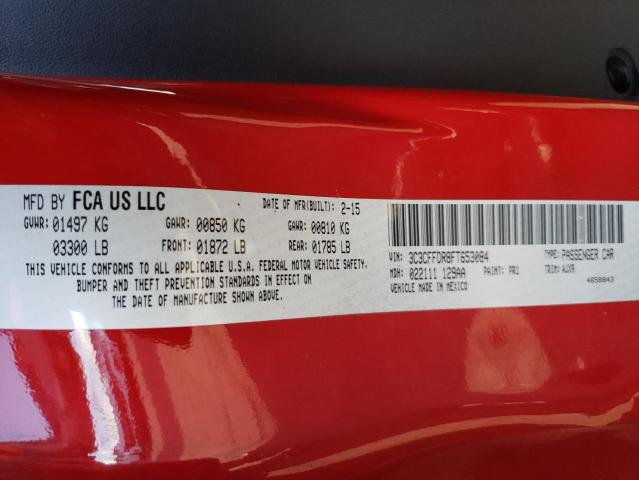 MFD BY FCA US LLC DATE OF MFR(BUILT): 2-15
GVWR: 01497 KG GAWR: 00850 KG GAWR: 00810 KG
03300 LB FRONT: 01872 LB REAR: 01785 LB
THIS VEHICLE CONFORMS TO ALL APPLICABLE U.S.A. FEDERAL MOTOR VEHICLE SAFETY,
BUMPER AND THEFT PREVENTION STANDARDS IN EFFECT ON
THE DATE OF MANUFACTURE SHOWN ABOVE.
VIN: 3C3CFFDR8FT653084 TYPE: PASSENGER CAR
MDH: 022111 129AA PAINT: PR1 TRIM: AUX9
VEHICLE MADE IN MEXICO 4658843